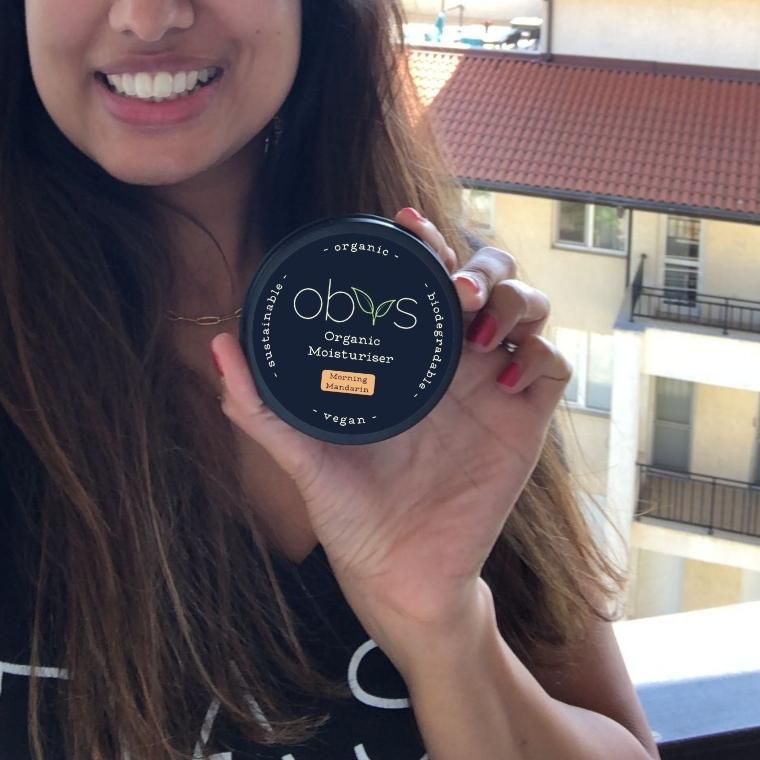 - organic -
- sustainable -
- biodegradable -
obvs
Organic
Moisturiser
Morning
Mandarin
- vegan -